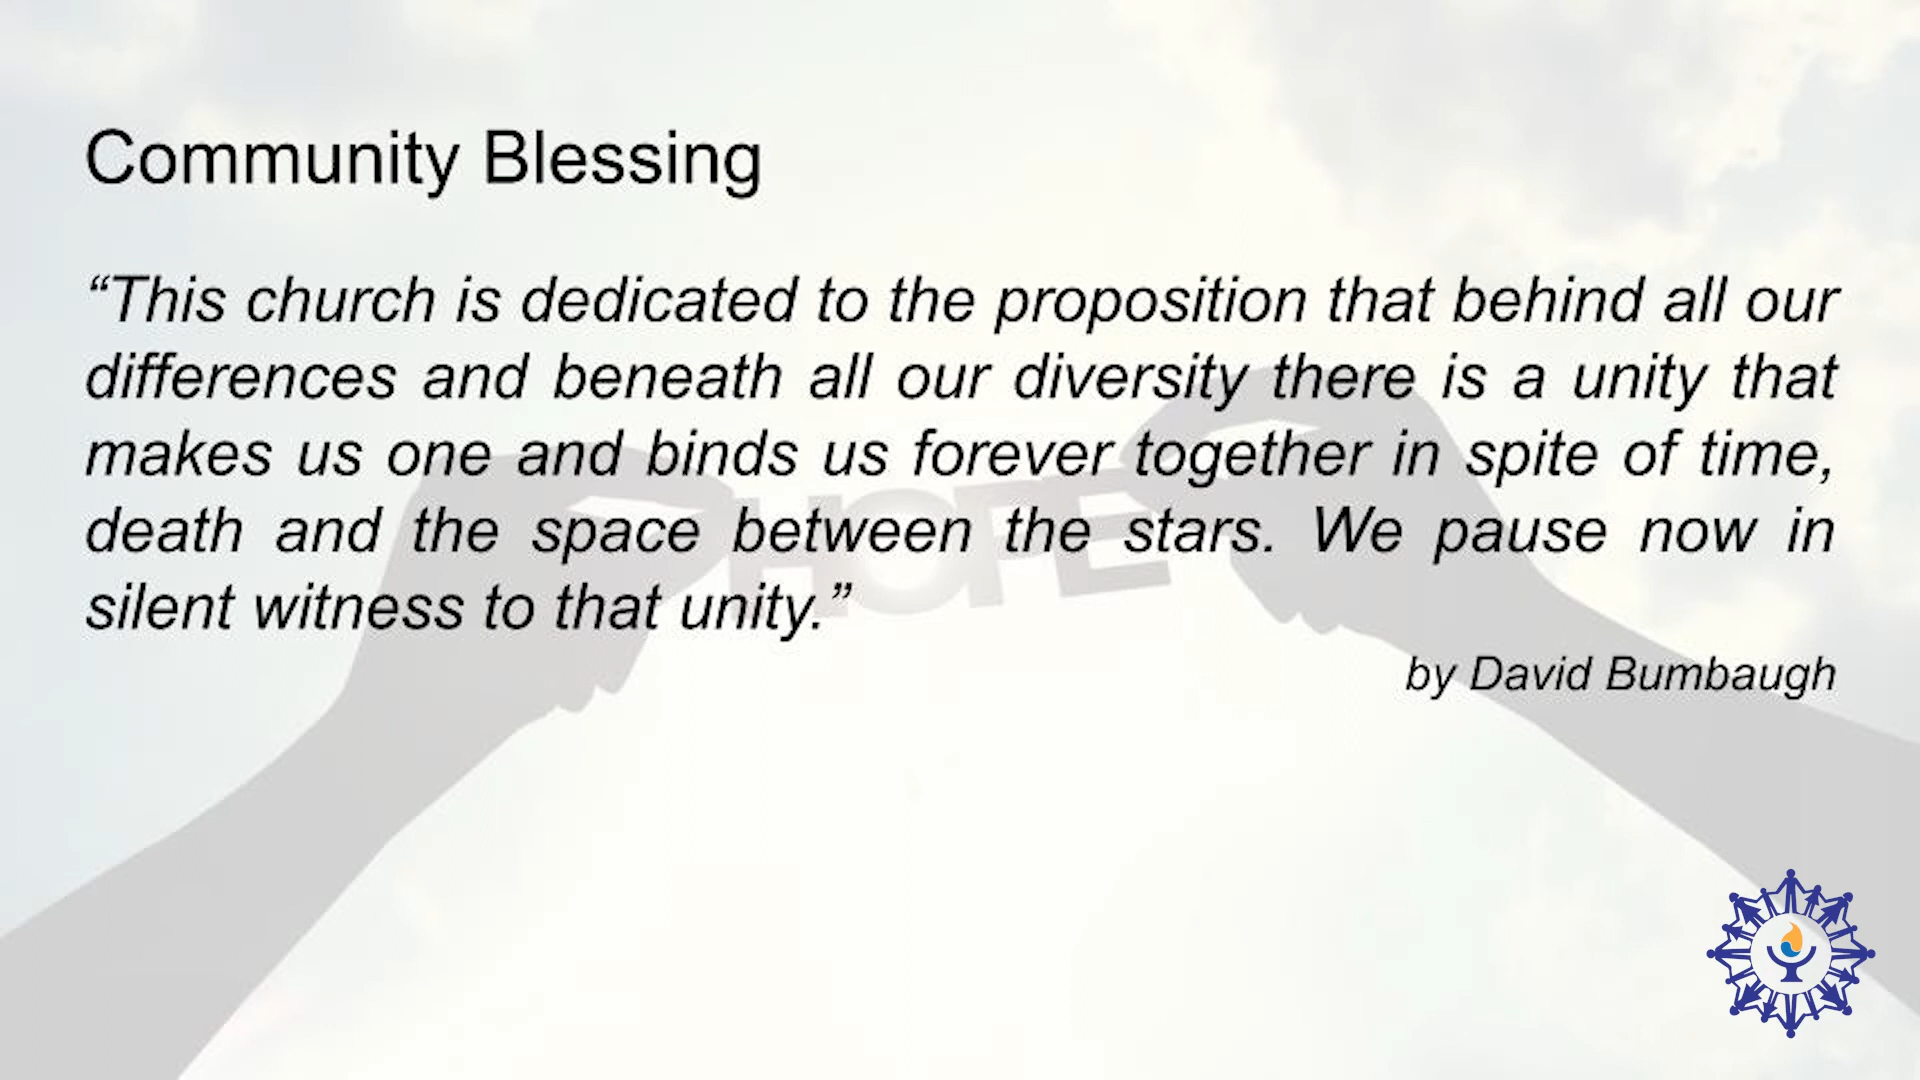 Community Blessing
“This church is dedicated to the proposition that behind all our
differences and beneath all our diversity there is a unity that
makes us one and binds us forever together in spite of time,
death and the space between the stars. We pause now in
silent witness to that unity.”
HOPE
by David Bumbaugh